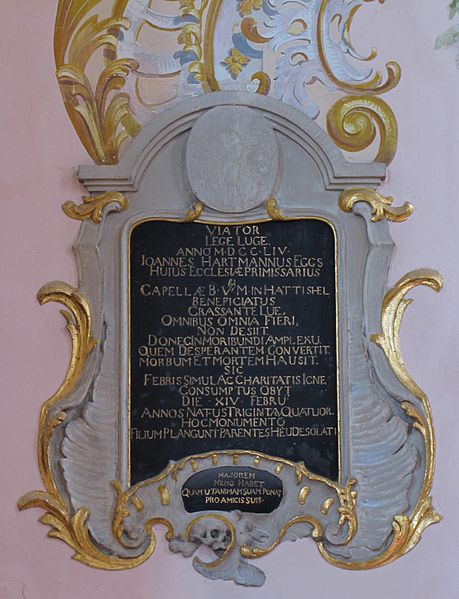 VIATOR
LEGE LUGE
ANNO M·D·C·C·LIV·
IOANNES HARTMANNUS EGGS
HUIUS ECCLESIÆ PRIMISSARIUS
&
CAPELLÆ B·V·M·IN HATTISHEL
BENEFICIATUS
GRASSANTE LUE,
OMNIBUS OMNIA FIERI,
NON DESIIT.
DONEC IN MORIBUNDI AMPLEXU.
QUEM DESPERANTEM CONVERTIT.
MORBUM ET MORTEM HAUSIT.
SIC
FEBRIS SIMUL AC CHARITATIS IGNE
CONSUMPTUS OBYT
DIE XIV FEBRU
ANNOS NATUS TRIGINTA QUATUOR.
HOC MONUMENTO
FILIUM PLANGUNT PARENTES HEU DESOLATI
MAJOREM
NEMO HABET
QUAM UT ANIMAM SUAM PONAT
PRO AMICIS SUIS·